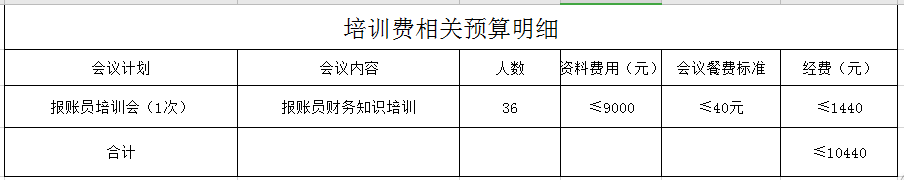 培训费相关预算明细
会议计划 会议内容 人数 资料费用（元） 会议餐费标准 经费（元）
报账员培训会（1次） 报账员财务知识培训 36 ≤9000 ≤40元 ≤1440
合计 ≤10440